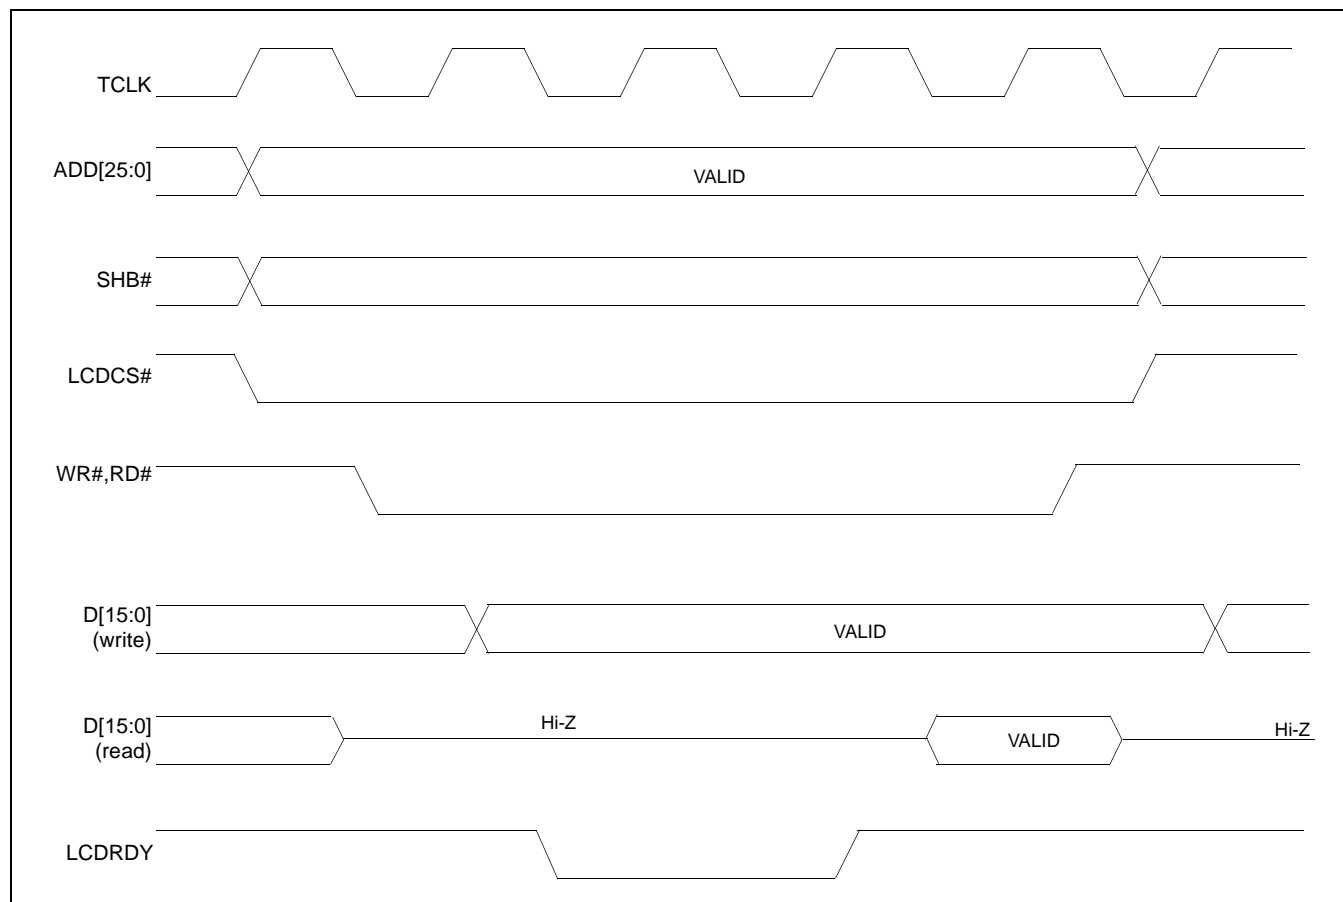 TCLK
ADD[25:0]
VALID
SHB#
LCDCS#
WR#,RD#
D[15:0]
(write)
VALID
D[15:0]
(read)
Hi-Z
VALID
Hi-Z
LCDRDY